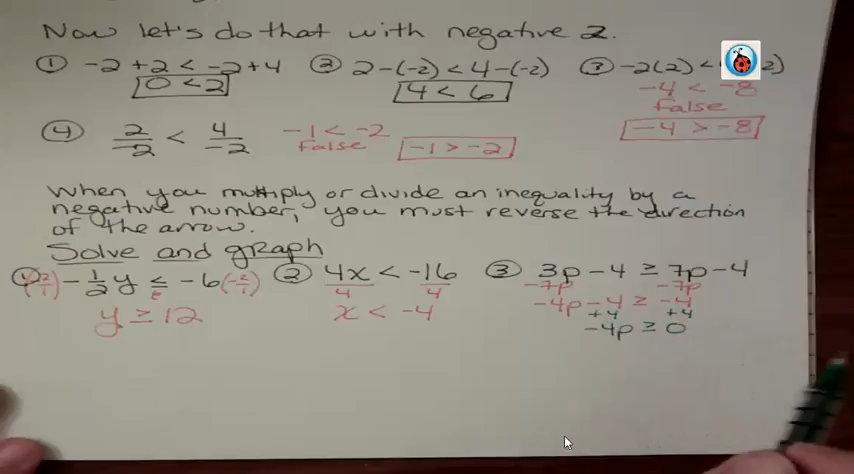 Now let's do that with negative 2.
① -2 +2 < -2 +4 ② 2 -(-2) < 4 -(-2) ③ -2(2) < 2)
0 < 2 4 < 6 -4 < -8
False
④ 2/-2 < 4/-2 -1 < -2 -4 > -8
False -1 > -2
When you multiply or divide an inequality by a
negative number, you must reverse the direction
of the arrow.
Solve and graph
① (-2/1) -1/2 y ≤ -6 (-2/1) ② 4x < -16 ③ 3p - 4 ≥ 7p - 4
4 4 -7p -7p
y ≥ 12 x < -4 -4p - 4 ≥ -4
+4 +4
-4p ≥ 0